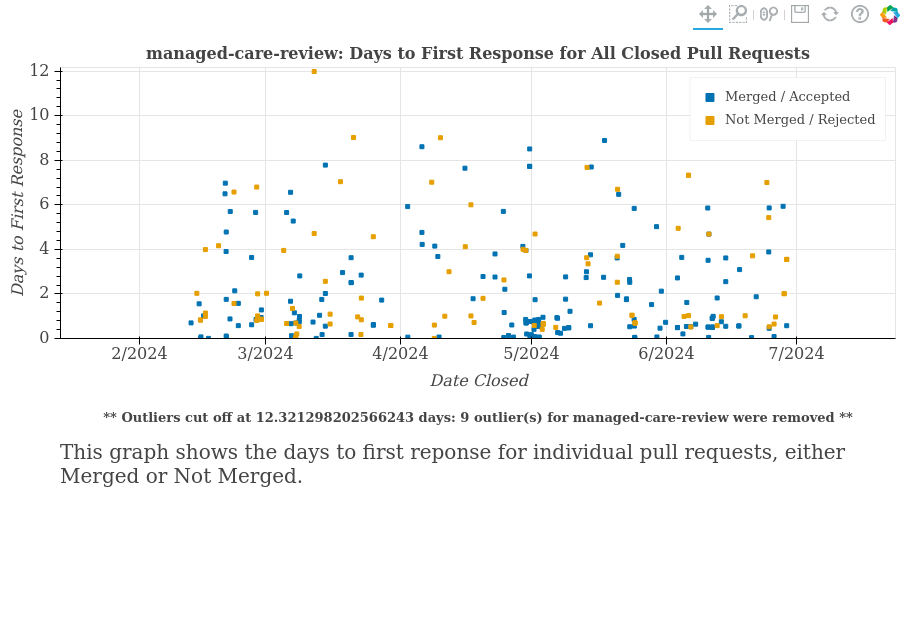 managed-care-review: Days to First Response for All Closed Pull Requests
12
10
8
6
4
2
0
Days to First Response
Merged / Accepted
Not Merged / Rejected
2/2024 3/2024 4/2024 5/2024 6/2024 7/2024
Date Closed
** Outliers cut off at 12.321298202566243 days: 9 outlier(s) for managed-care-review were removed **
This graph shows the days to first reponse for individual pull requests, either
Merged or Not Merged.